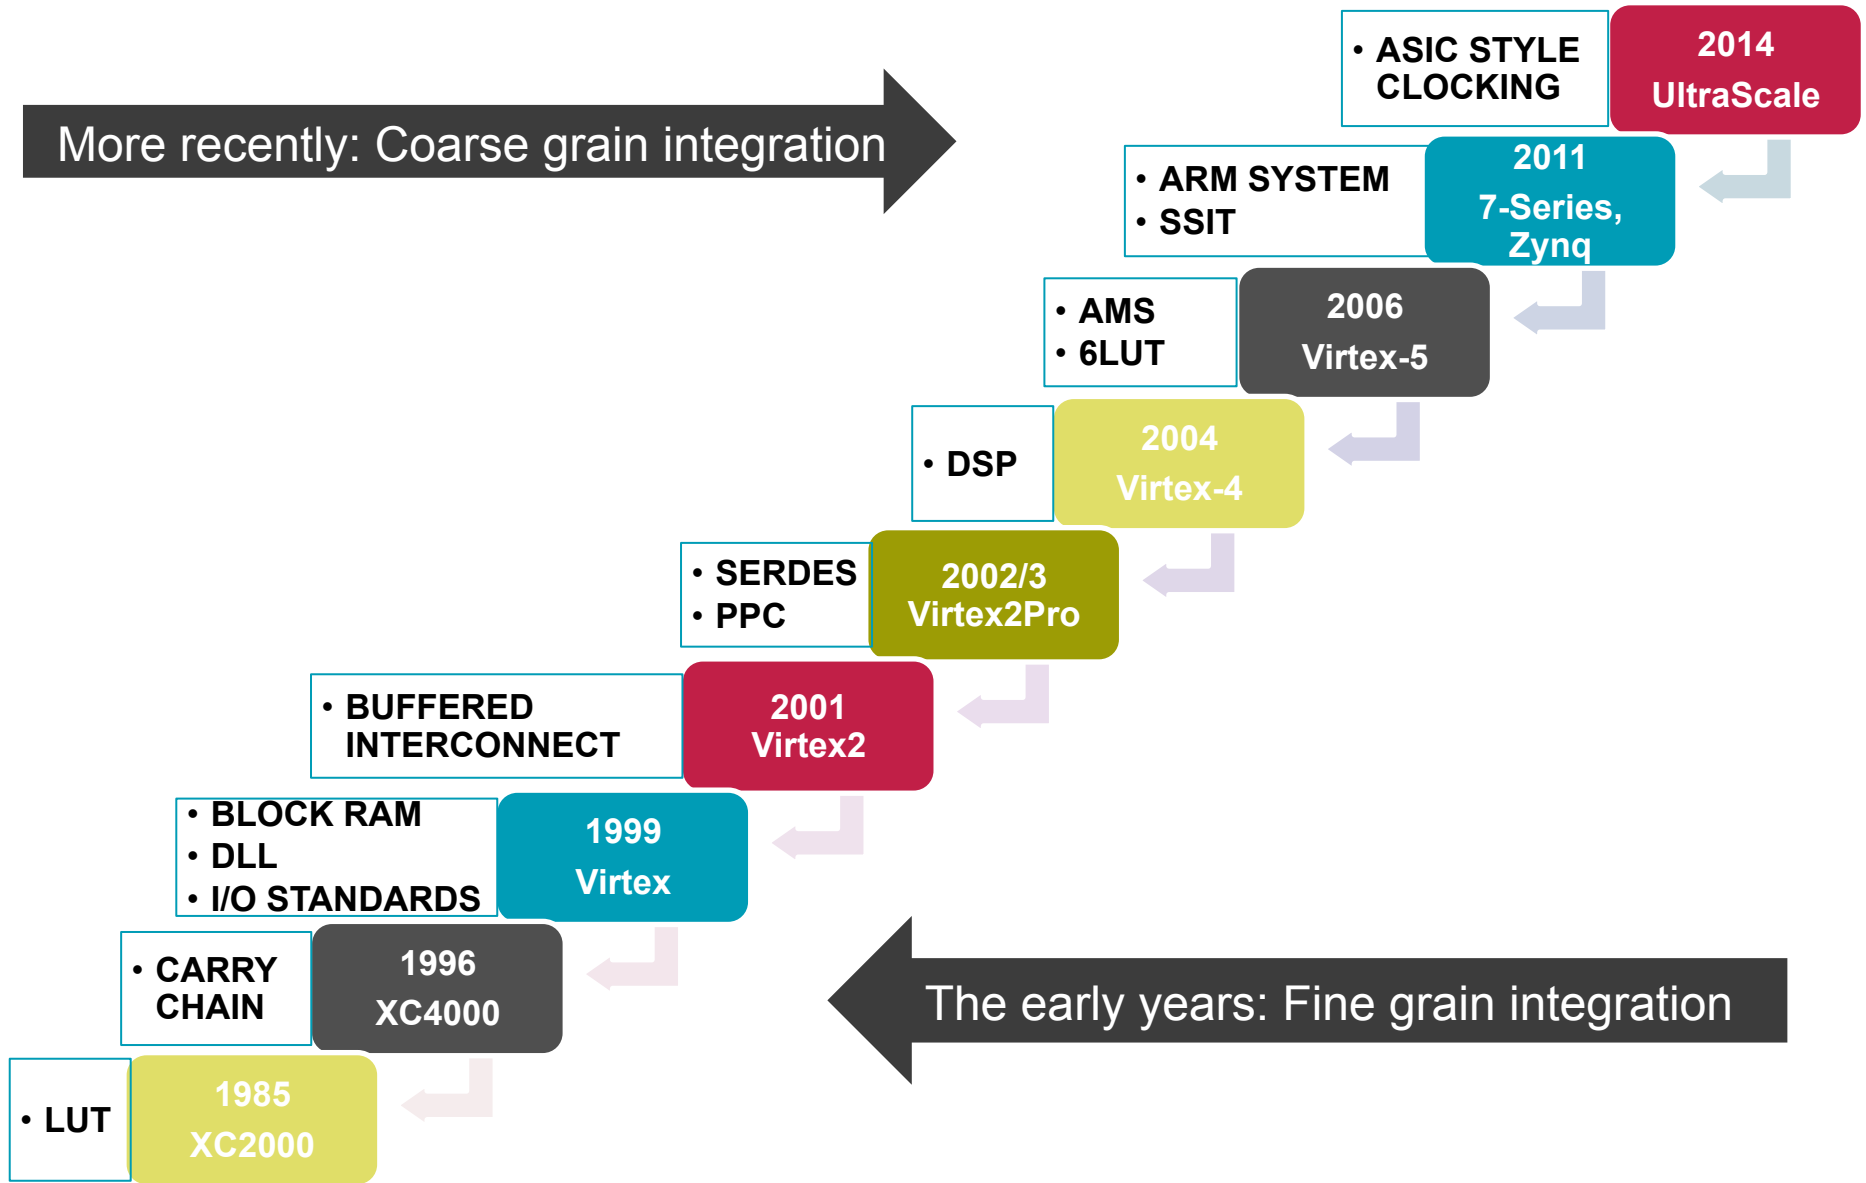 • ASIC STYLE
CLOCKING
2014
UltraScale
More recently: Coarse grain integration
• ARM SYSTEM
• SSIT
2011
7-Series,
Zynq
• AMS
• 6LUT
2006
Virtex-5
• DSP
2004
Virtex-4
• SERDES
• PPC
2002/3
Virtex2Pro
• BUFFERED
INTERCONNECT
2001
Virtex2
• BLOCK RAM
• DLL
• I/O STANDARDS
1999
Virtex
• CARRY
CHAIN
1996
XC4000
The early years: Fine grain integration
• LUT
1985
XC2000